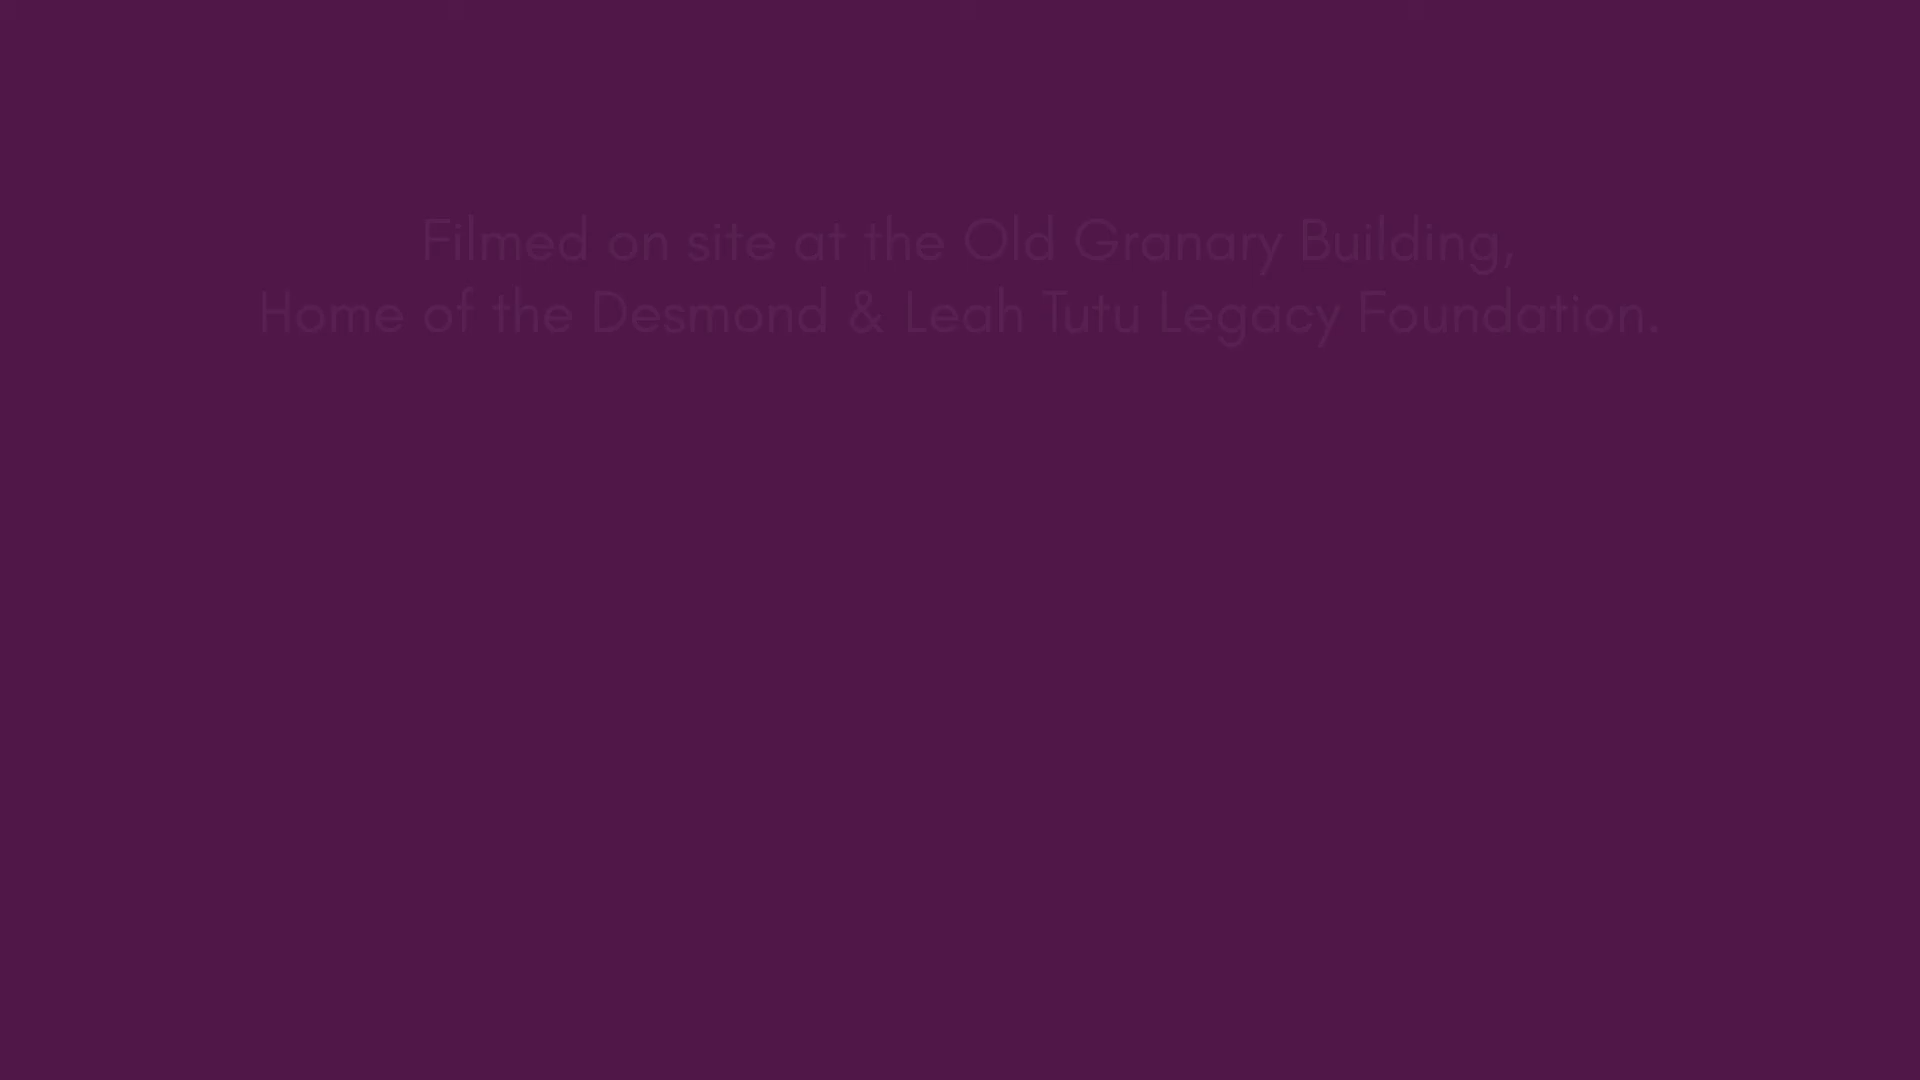 Filmed on site at the Old Granary Building,
Home of the Desmond & Leah Tutu Legacy Foundation.